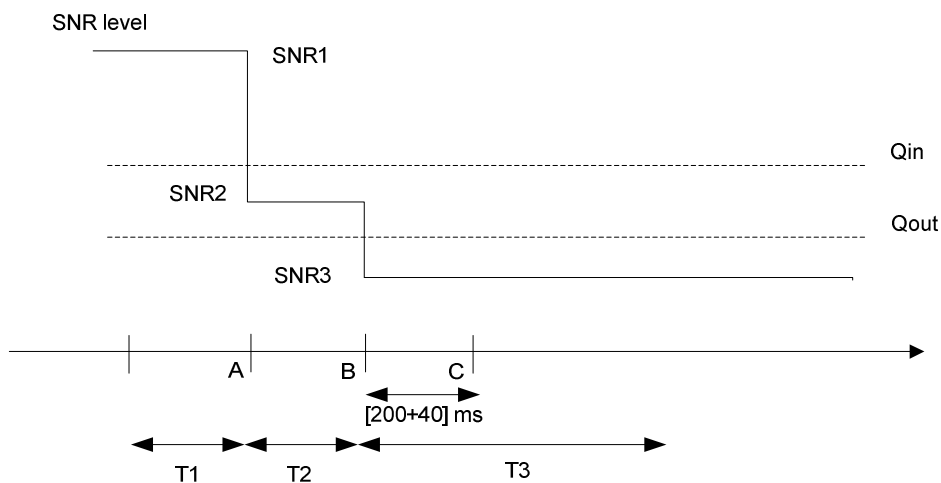 SNR level
SNR1
Qin
SNR2
Qout
SNR3
A
B
C
[200+40] ms
T1
T2
T3